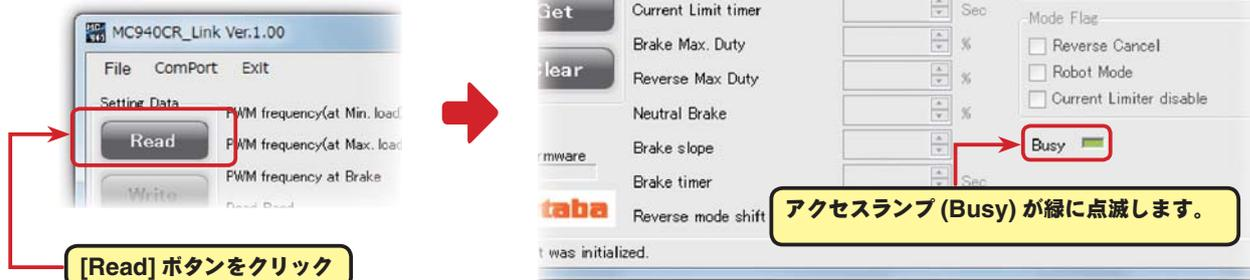 MC940CR_Link Ver.1.00
File ComPort Exit
Setting Data
Read
PWM frequency(at Min. load
PWM frequency(at Max. load
Write
PWM frequency at Brake
[Read] ボタンをクリック
Get
Current Limit timer
Sec
Brake Max. Duty
%
Clear
Reverse Max Duty
%
Neutral Brake
%
rmware
Brake slope
Brake timer
Sec
taba
Reverse mode shift
Mode Flag
Reverse Cancel
Robot Mode
Current Limiter disable
Busy
アクセスランプ (Busy) が緑に点滅します。
t was initialized.